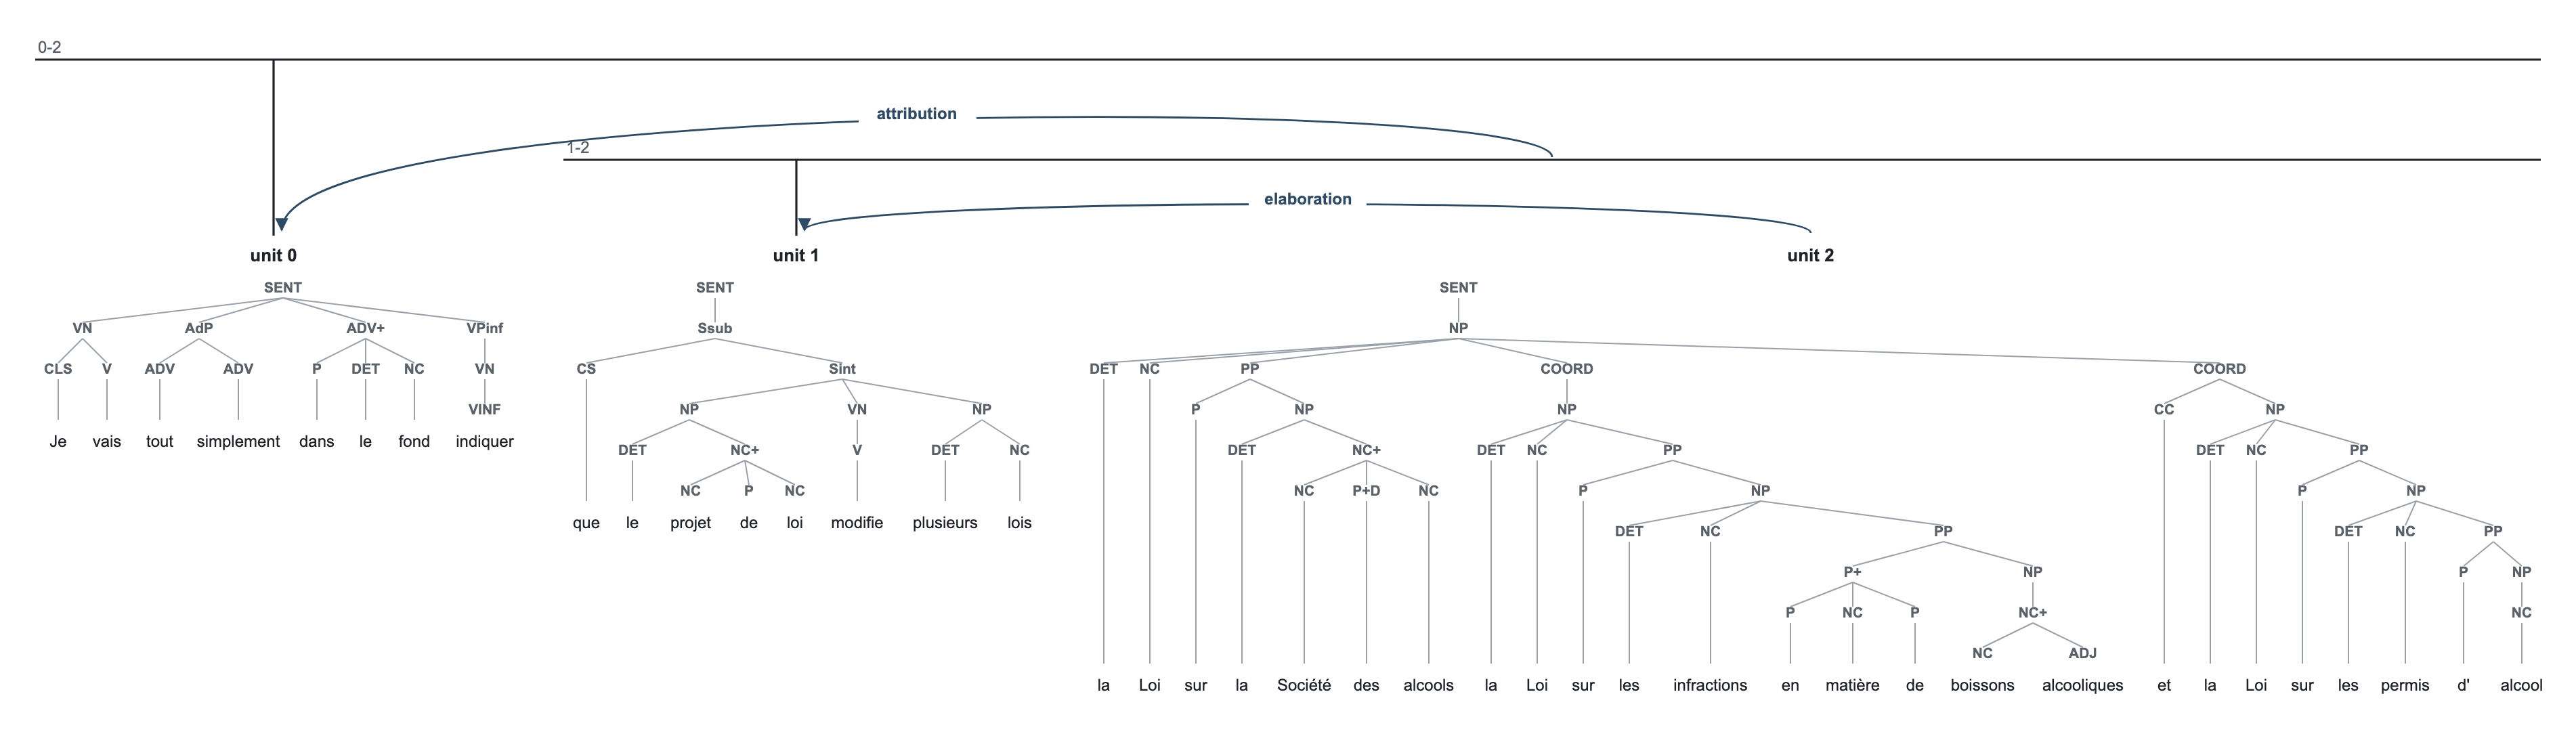 0-2
attribution
1-2
elaboration
unit 0 unit 1 unit 2
SENT SENT SENT
VN AdP ADV+ VPinf Ssub NP
CLS V ADV ADV P DET NC VN CS Sint DET NC PP COORD COORD
VINF NP VN NP P NP NP CC NP
Je vais tout simplement dans le fond indiquer
DET NC+ V DET NC DET NC+ DET NC PP DET NC PP
NC P NC NC P+D NC P NP P NP
que le projet de loi modifie plusieurs lois
DET NC PP DET NC PP
P+ NP P NP
P NC P NC+ NC
NC ADJ
la Loi sur la Société des alcools la Loi sur les infractions en matière de boissons alcooliques et la Loi sur les permis d' alcool